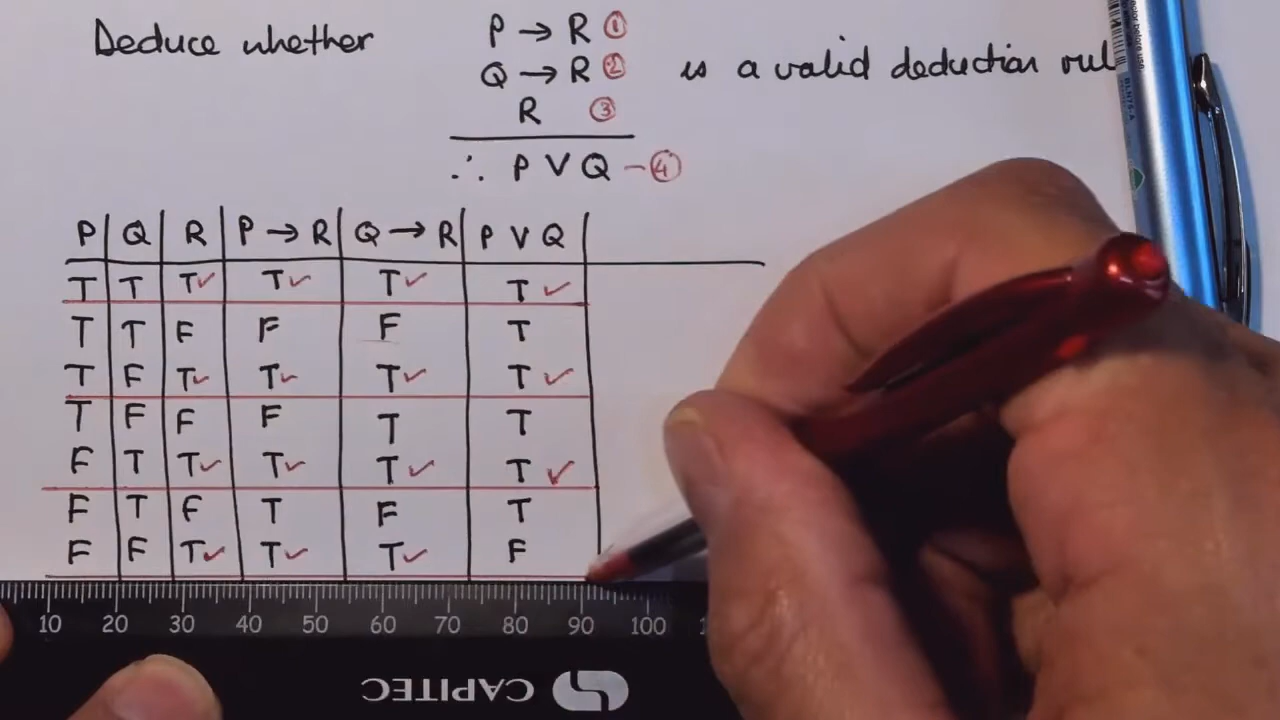 Deduce whether
P → R ①
Q → R ②
R ③
∴ P V Q - ④
is a valid deduction rul
P Q R P → R Q → R P V Q
T T T✓ T✓ T✓ T ✓
T T F F F T
T F T✓ T✓ T✓ T ✓
T F F F T T
F T T✓ T✓ T✓ T ✓
F T F T F T
F F T✓ T✓ T✓ F
10 20 30 40 50 60 70 80 90 100
CAPITEC